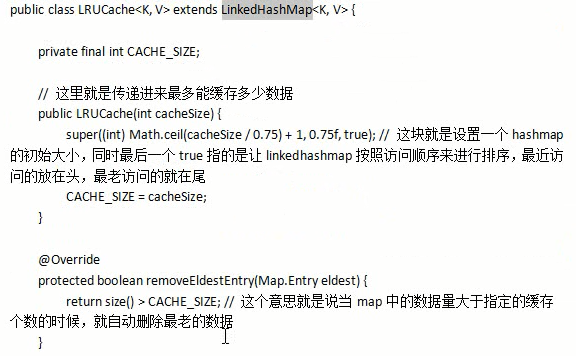 public class LRUCache<K, V> extends LinkedHashMap<K, V> {
private final int CACHE_SIZE;
// 这里就是传递进来最多能缓存多少数据
public LRUCache(int cacheSize) {
super((int) Math.ceil(cacheSize / 0.75) + 1, 0.75f, true); // 这块就是设置一个 hashmap
的初始大小，同时最后一个 true 指的是让 linkedhashmap 按照访问顺序来进行排序，最近访
问的放在头，最老访问的就在尾
CACHE_SIZE = cacheSize;
}
@Override
protected boolean removeEldestEntry(Map.Entry eldest) {
return size() > CACHE_SIZE; // 这个意思就是说当 map 中的数据量大于指定的缓存
个数的时候，就自动删除最老的数据
}